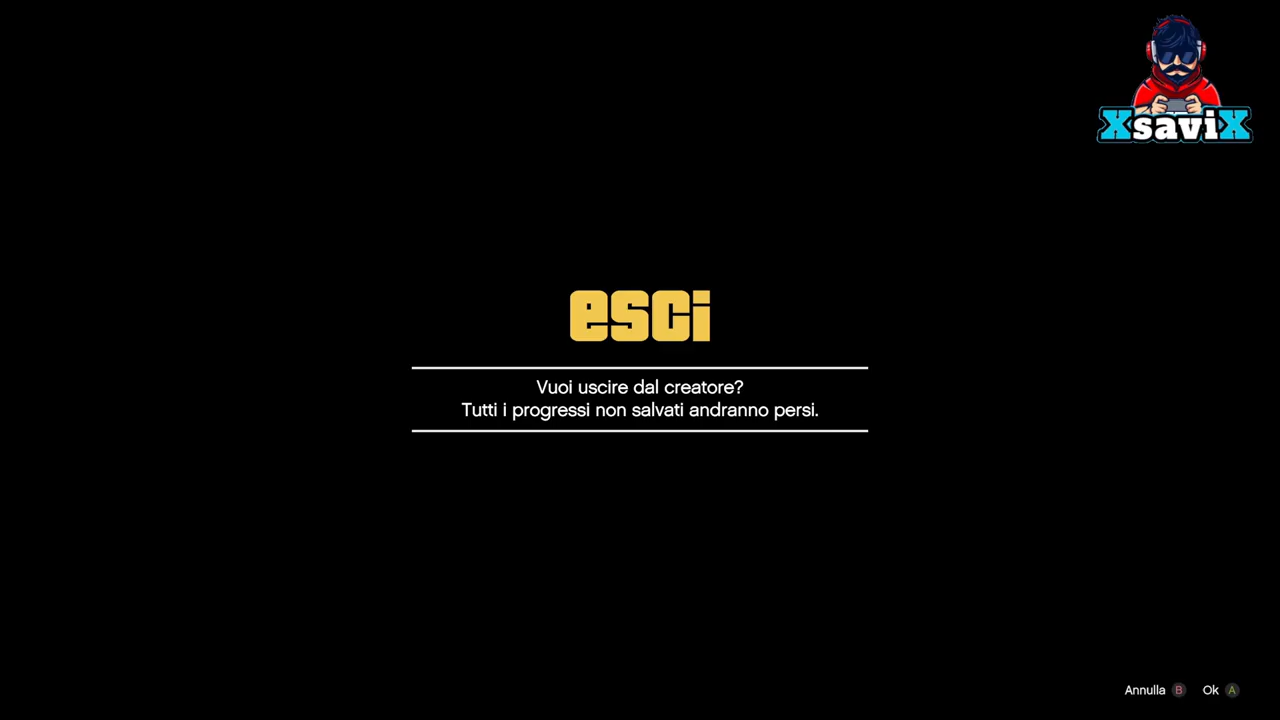 XsaviX
esci
Vuoi uscire dal creatore?
Tutti i progressi non salvati andranno persi.
Annulla B Ok A